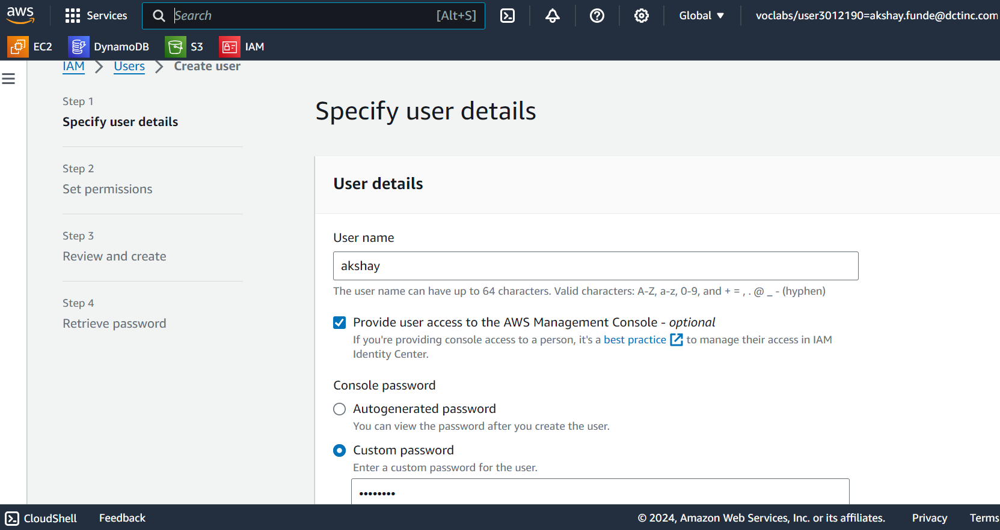 aws
Services
Search [Alt+S]
Global
voclabs/user3012190=akshay.funde@dctinc.com
EC2
DynamoDB
S3
IAM
IAM > Users > Create user
Step 1
Specify user details
Step 2
Set permissions
Step 3
Review and create
Step 4
Retrieve password
Specify user details
User details
User name
akshay
The user name can have up to 64 characters. Valid characters: A-Z, a-z, 0-9, and + = , . @ _ - (hyphen)
Provide user access to the AWS Management Console - optional
If you're providing console access to a person, it's a best practice to manage their access in IAM
Identity Center.
Console password
Autogenerated password
You can view the password after you create the user.
Custom password
Enter a custom password for the user.
••••••••
CloudShell
Feedback
© 2024, Amazon Web Services, Inc. or its affiliates.
Privacy
Terms